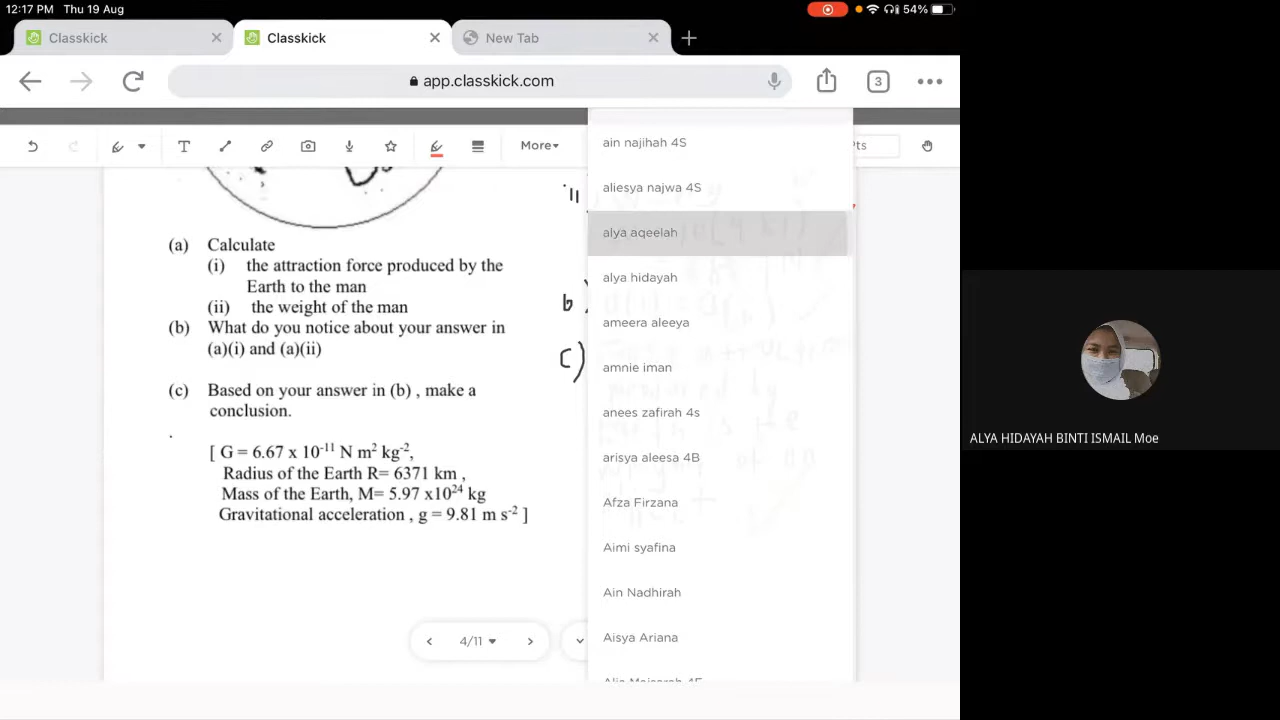 12:17 PM Thu 19 Aug
54%
Classkick
Classkick
New Tab
app.classkick.com
3
T
More
Pts
(a) Calculate
(i) the attraction force produced by the
Earth to the man
(ii) the weight of the man
(b) What do you notice about your answer in
(a)(i) and (a)(ii)
(c) Based on your answer in (b) , make a
conclusion.
[ G = 6.67 x 10⁻¹¹ N m² kg⁻²,
Radius of the Earth R= 6371 km ,
Mass of the Earth, M= 5.97 x10²⁴ kg
Gravitational acceleration , g = 9.81 m s⁻² ]
b)
c)
ain najihah 4S
aliesya najwa 4S
alya aqeelah
alya hidayah
ameera aleeya
amnie iman
anees zafirah 4s
arisya aleesa 4B
Afza Firzana
Aimi syafina
Ain Nadhirah
Aisya Ariana
4/11
ALYA HIDAYAH BINTI ISMAIL Moe